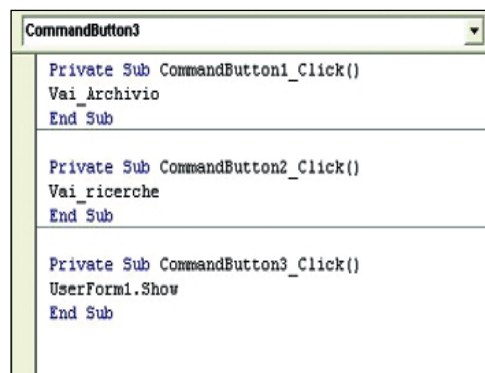 CommandButton3
Private Sub CommandButton1_Click()
Vai_Archivio
End Sub
Private Sub CommandButton2_Click()
Vai_ricerche
End Sub
Private Sub CommandButton3_Click()
UserForm1.Show
End Sub